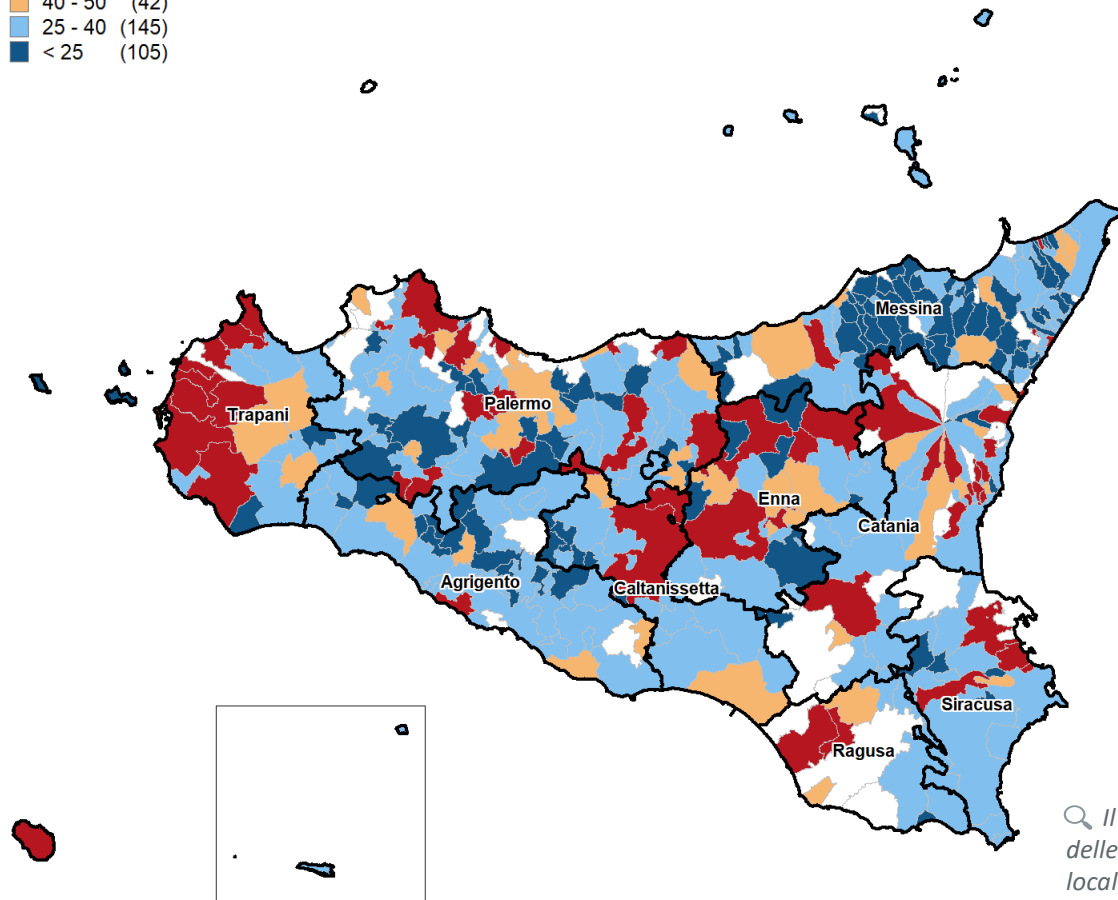 40 - 50 (42)
25 - 40 (145)
< 25 (105)
Messina
Palermo
Trapani
Enna
Catania
Agrigento
Caltanissetta
Siracusa
Ragusa
Il
delle
local